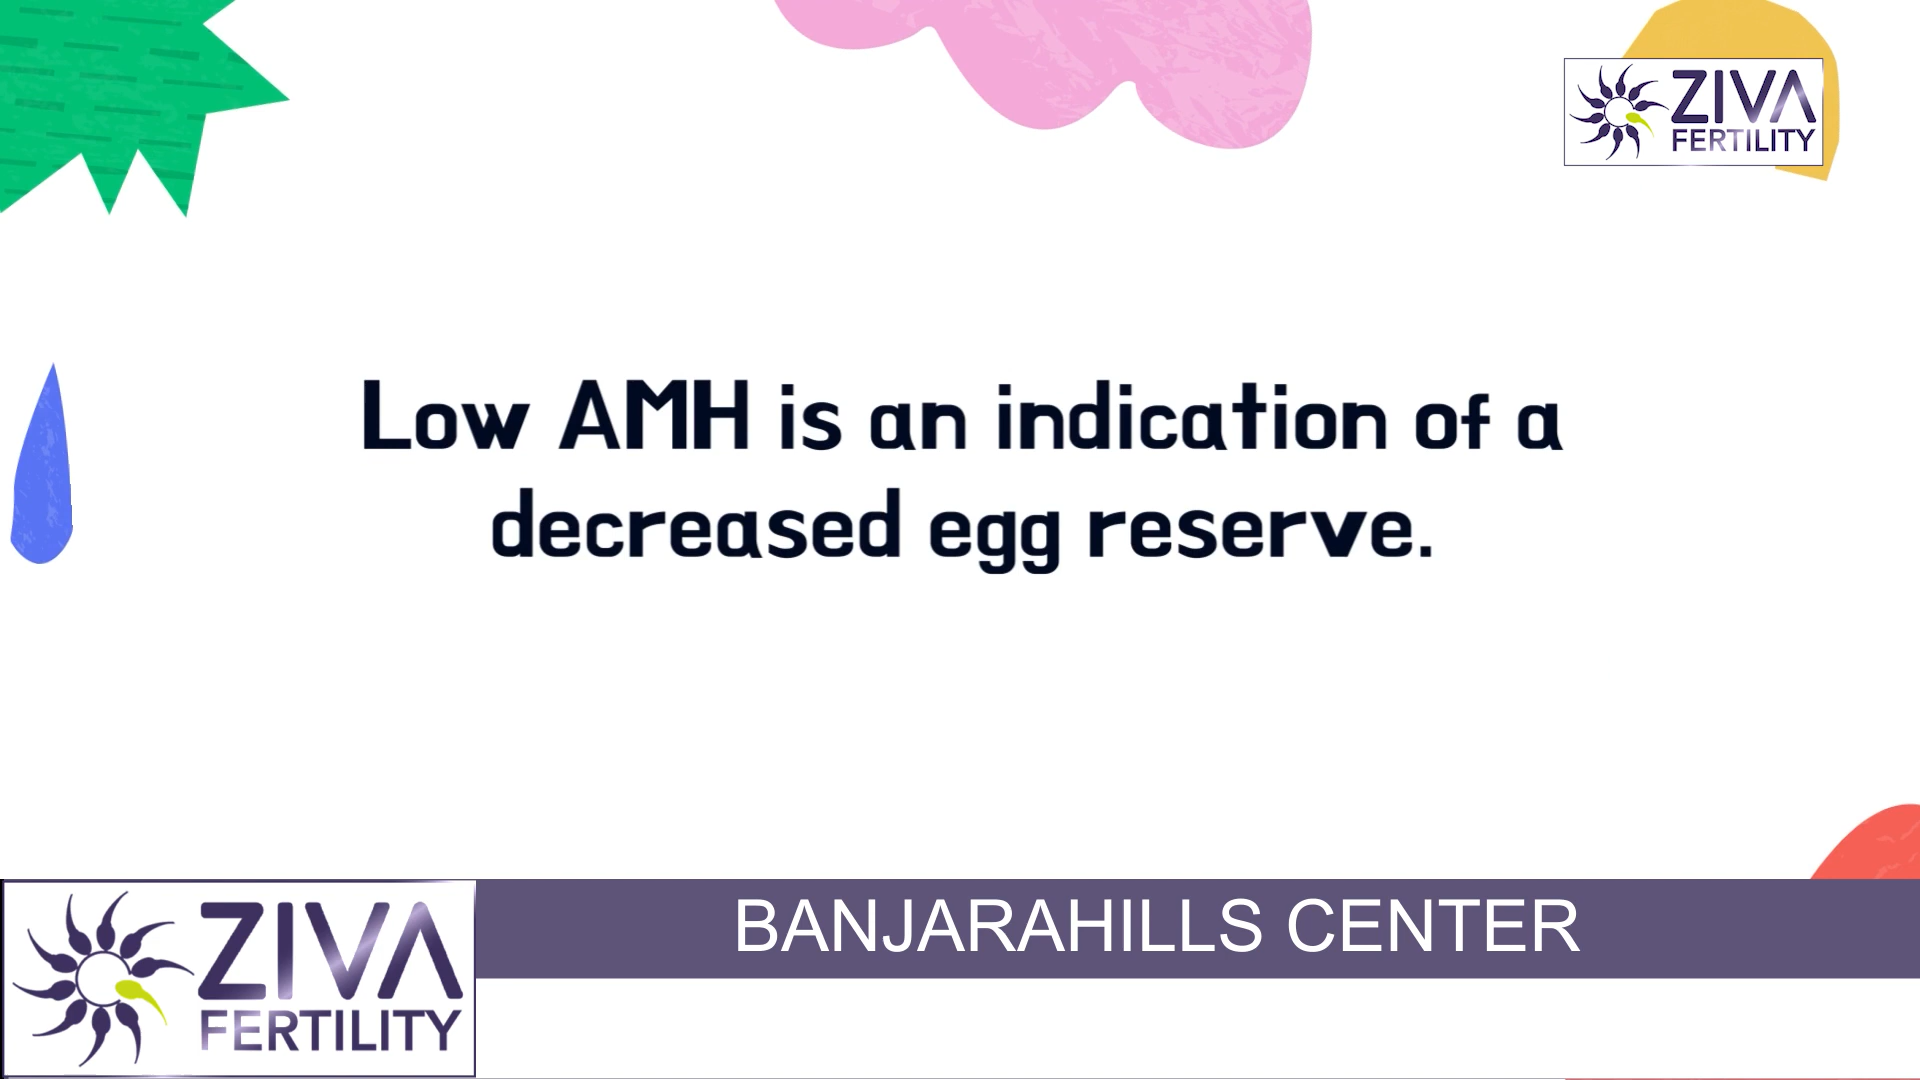 ZIVA
FERTILITY
Low AMH is an indication of a
decreased egg reserve.
ZIVA
FERTILITY
BANJARAHILLS CENTER